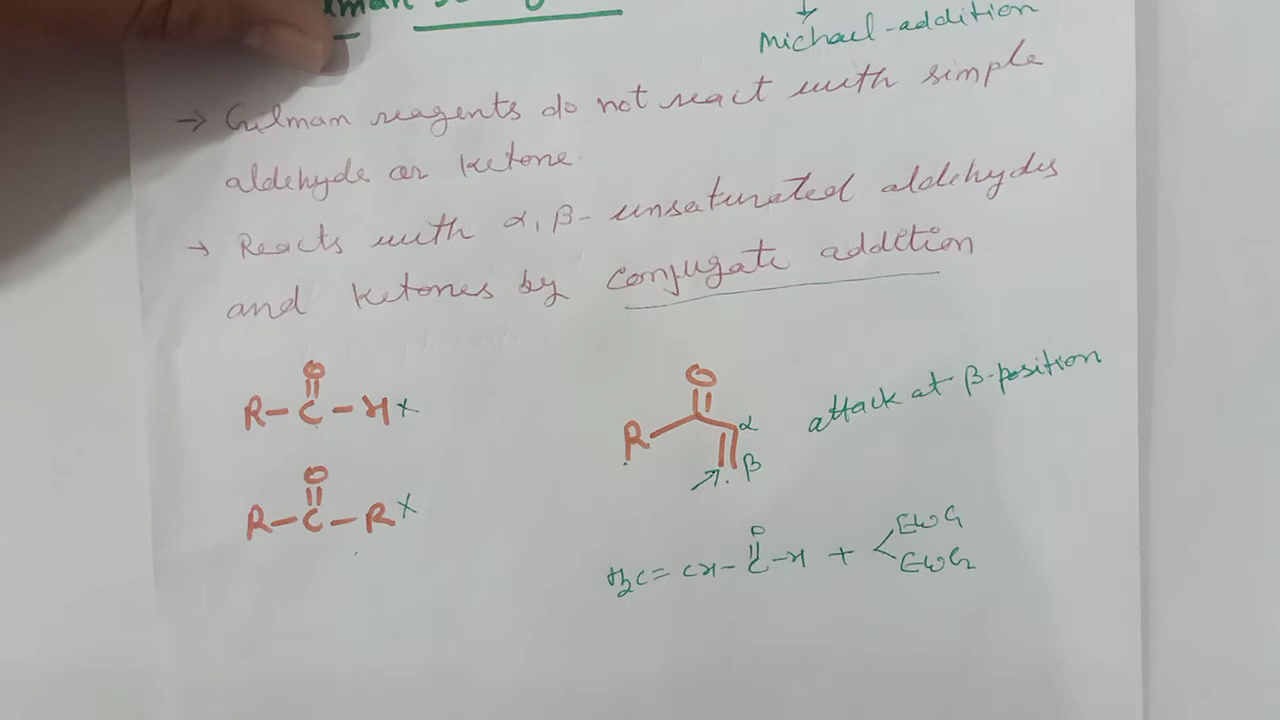 Michael-addition
→ Gilman reagents do not react with simple
aldehyde or ketone.
→ Reacts with α, β- unsaturated aldehydes
and ketones by conjugate addition
O
R-C-H x
O
R-C-R x
O
R
α
β
attack at β-position
O
H2C=CH-C-H + < EWG
EWG